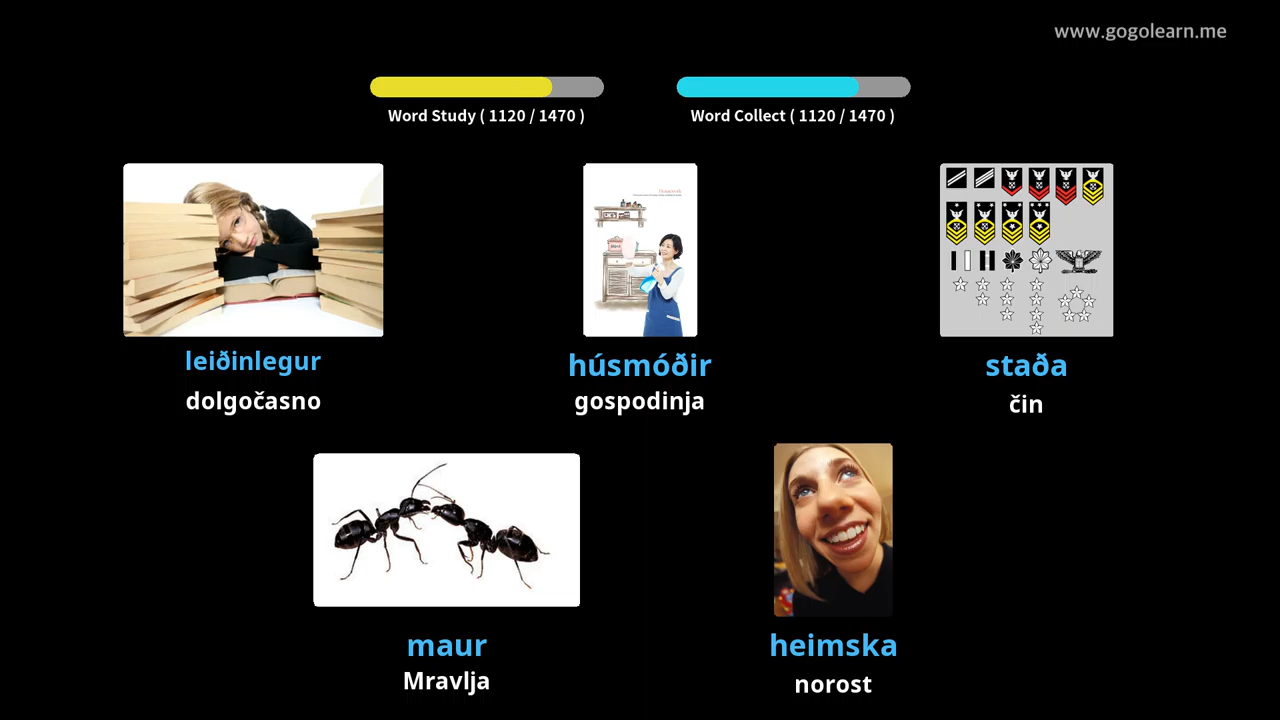 www.gogolearn.me
Word Study ( 1120 / 1470 )
Word Collect ( 1120 / 1470 )
leiðinlegur
dolgočasno
húsmóðir
gospodinja
staða
čin
maur
Mravlja
heimska
norost